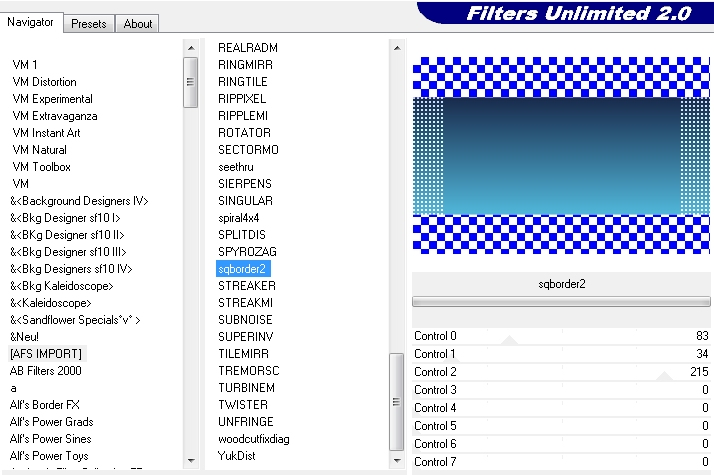 Filters Unlimited 2.0
Navigator
Presets
About
VM 1
VM Distortion
VM Experimental
VM Extravaganza
VM Instant Art
VM Natural
VM Toolbox
VM
&<Background Designers IV>
&<Bkg Designer sf10 I>
&<BKg Designer sf10 II>
&<Bkg Designer sf10 III>
&<Bkg Designers sf10 IV>
&<Bkg Kaleidoscope>
&<Kaleidoscope>
&<Sandflower Specials°v° >
&Neu!
[AFS IMPORT]
AB Filters 2000
a
Alf's Border FX
Alf's Power Grads
Alf's Power Sines
Alf's Power Toys
REALRADM
RINGMIRR
RINGTILE
RIPPIXEL
RIPPLEMI
ROTATOR
SECTORMO
seethru
SIERPENS
SINGULAR
spiral4x4
SPLITDIS
SPYROZAG
sqborder2
STREAKER
STREAKMI
SUBNOISE
SUPERINV
TILEMIRR
TREMORSC
TURBINEM
TWISTER
UNFRINGE
woodcutfixdiag
YukDist
sqborder2
Control 0 83
Control 1 34
Control 2 215
Control 3 0
Control 4 0
Control 5 0
Control 6 0
Control 7 0